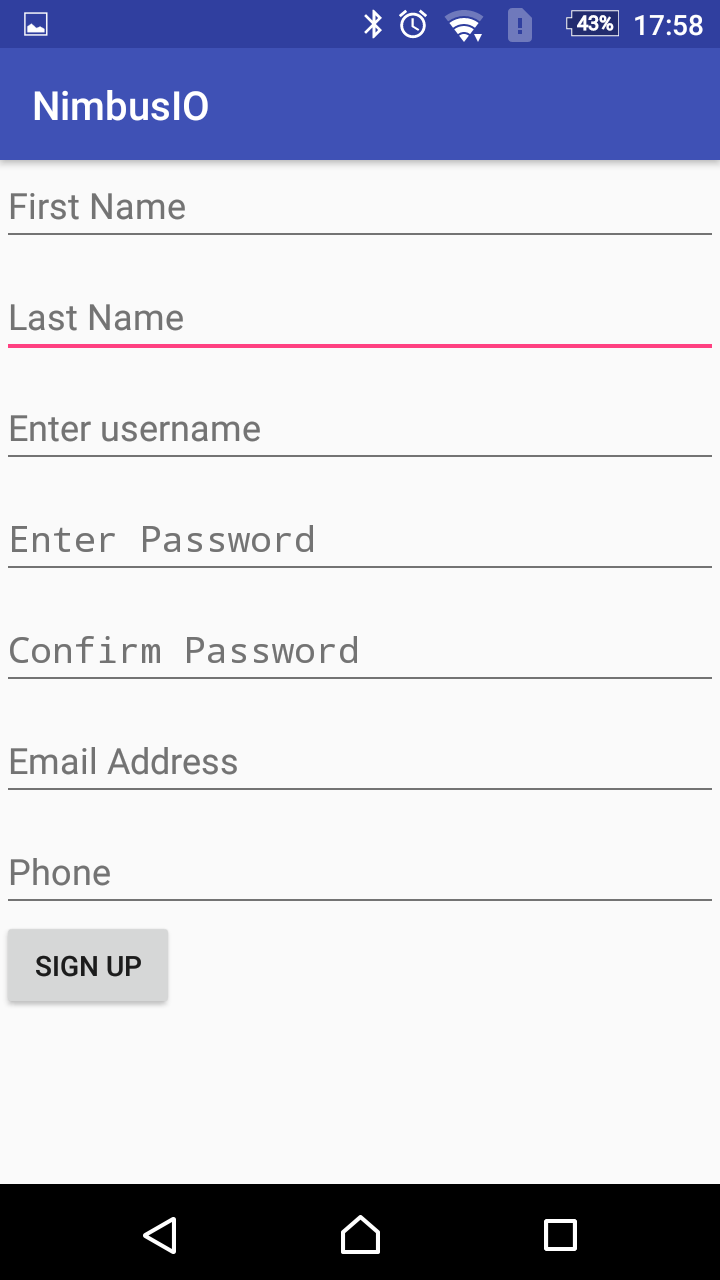 43% 17:58
NimbusIO
First Name
Last Name
Enter username
Enter Password
Confirm Password
Email Address
Phone
SIGN UP